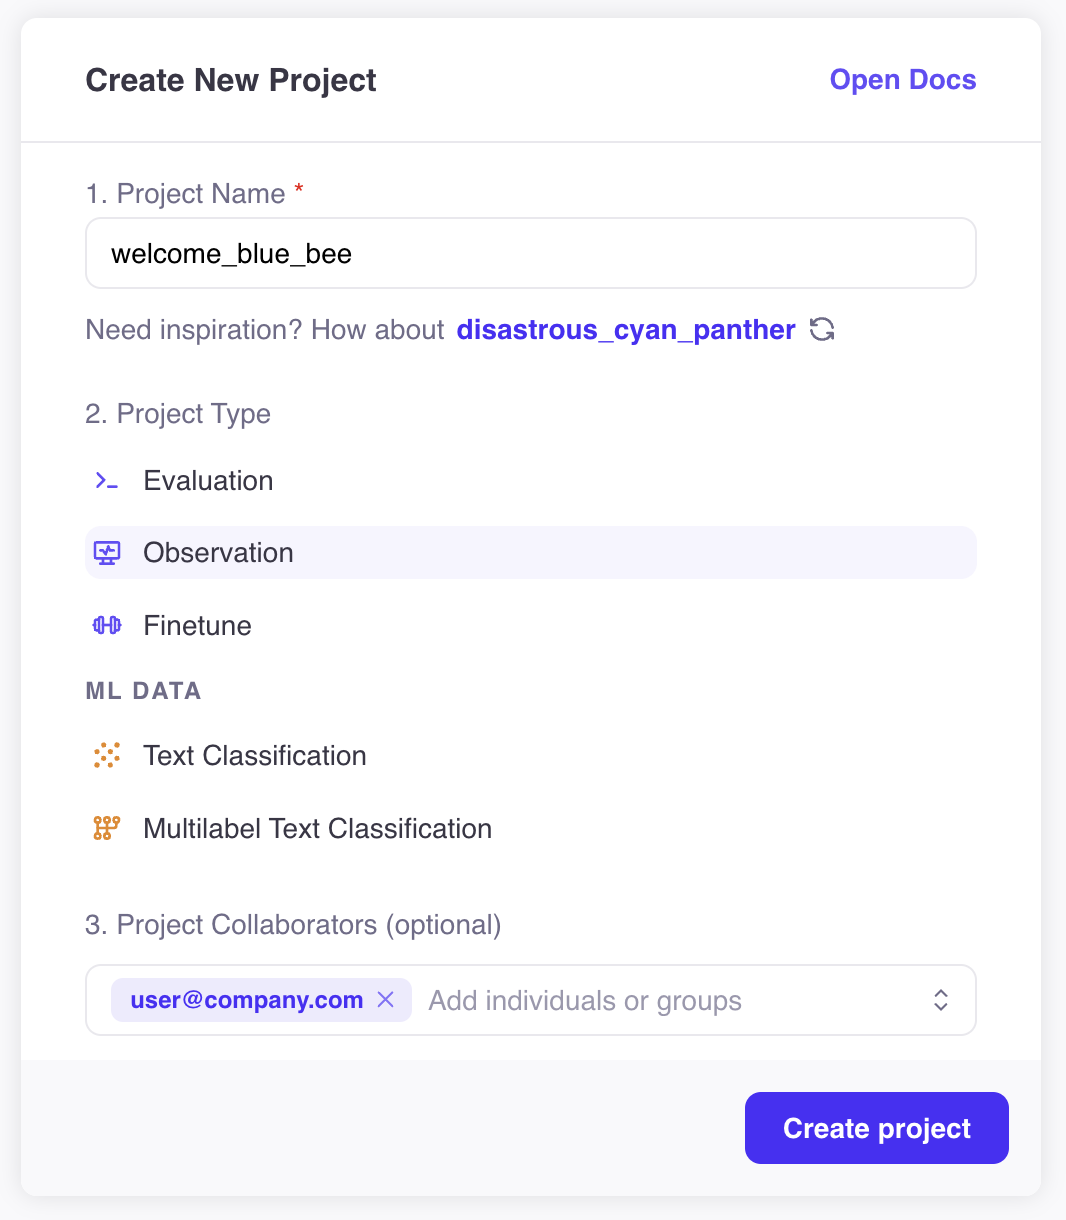 Create New Project
Open Docs
1. Project Name *
welcome_blue_bee
Need inspiration? How about disastrous_cyan_panther
2. Project Type
Evaluation
Observation
Finetune
ML DATA
Text Classification
Multilabel Text Classification
3. Project Collaborators (optional)
user@company.com Add individuals or groups
Create project